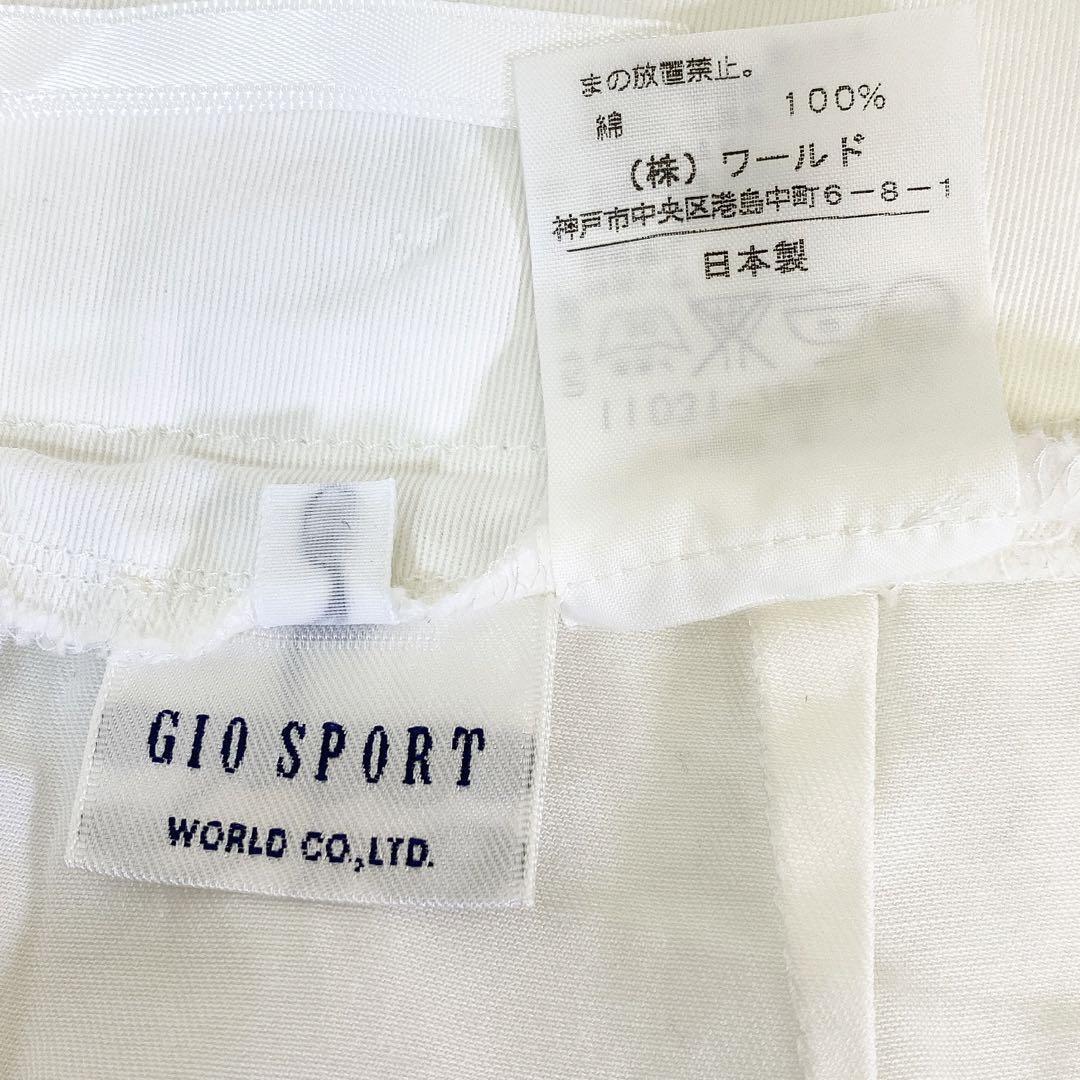 まの放置禁止。
綿 100%
(株) ワールド
神戸市中央区港島中町6-8-1
日本製
GIO SPORT
WORLD CO.,LTD.